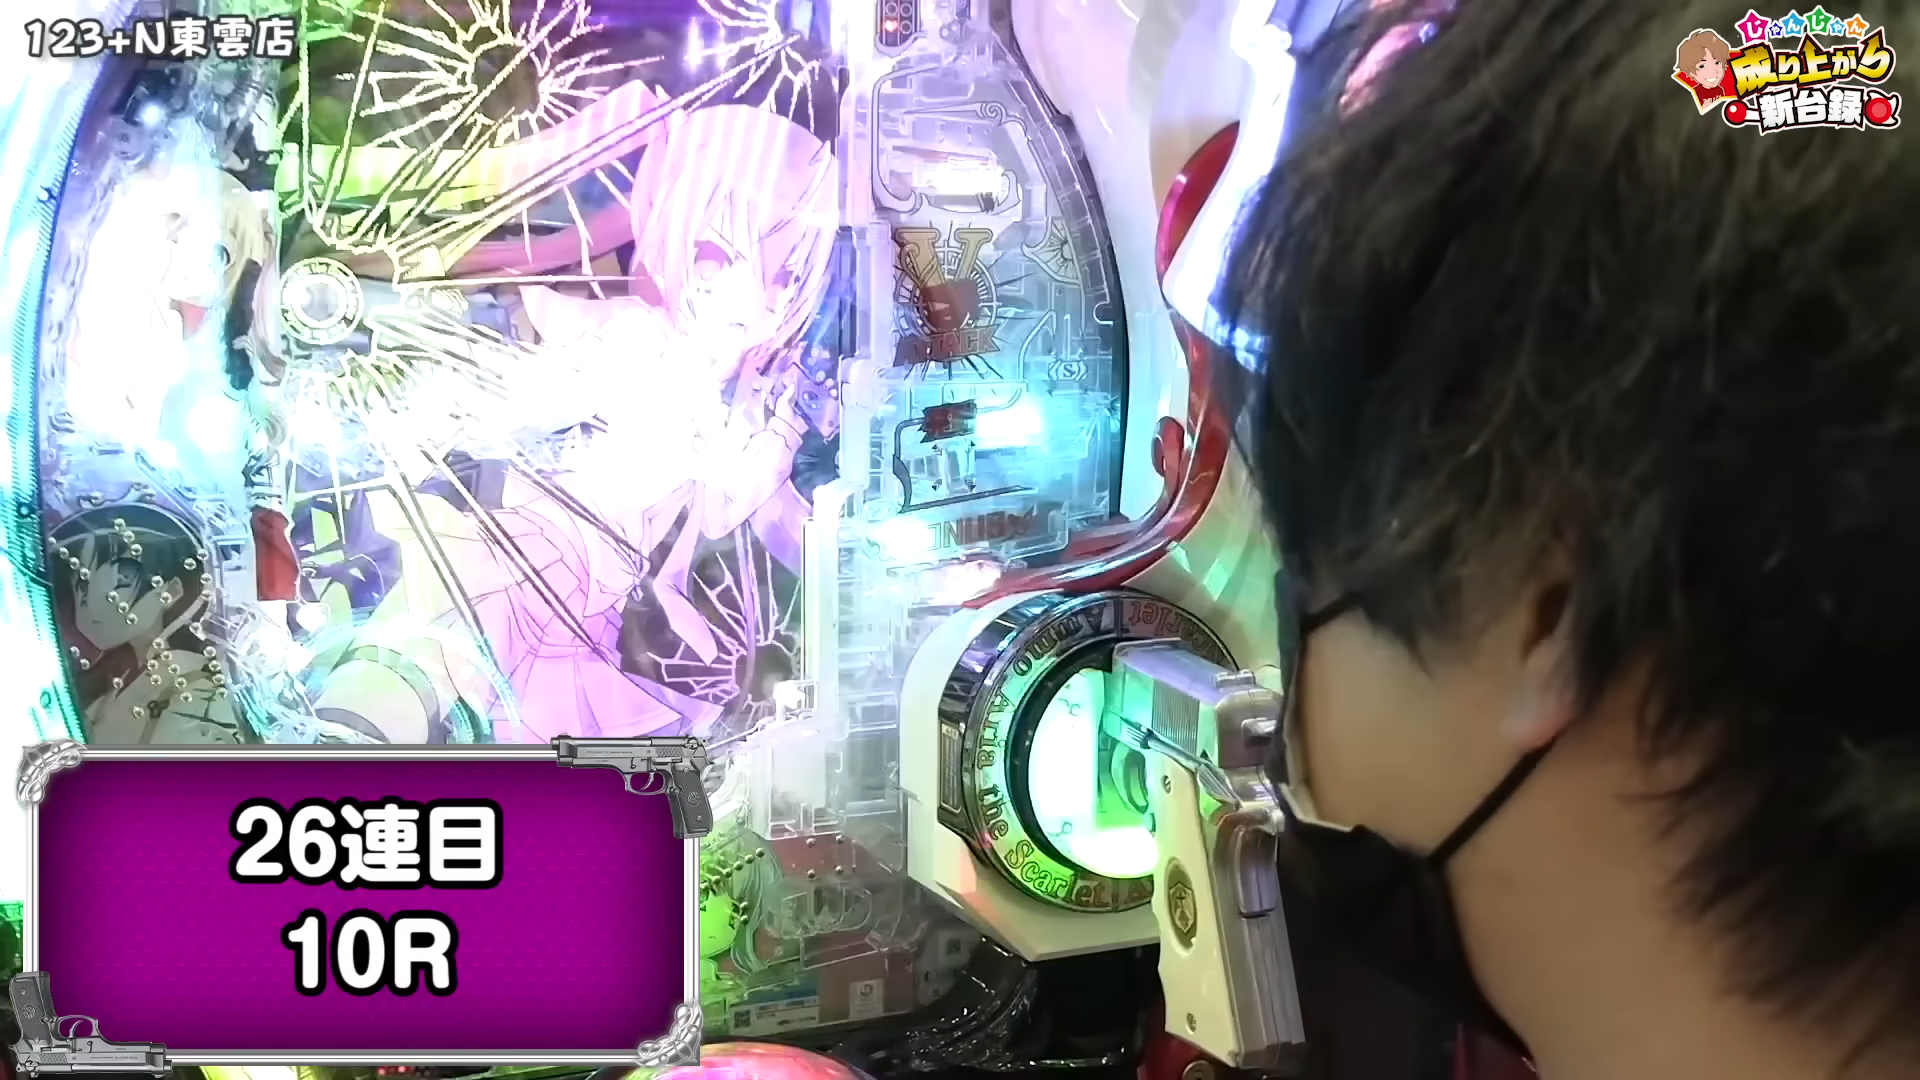 123+N東雲店
じゃんじゃん
成り上がり
新台録
V
ATTACK
Aria the Scarlet Ammo
26連目
10R